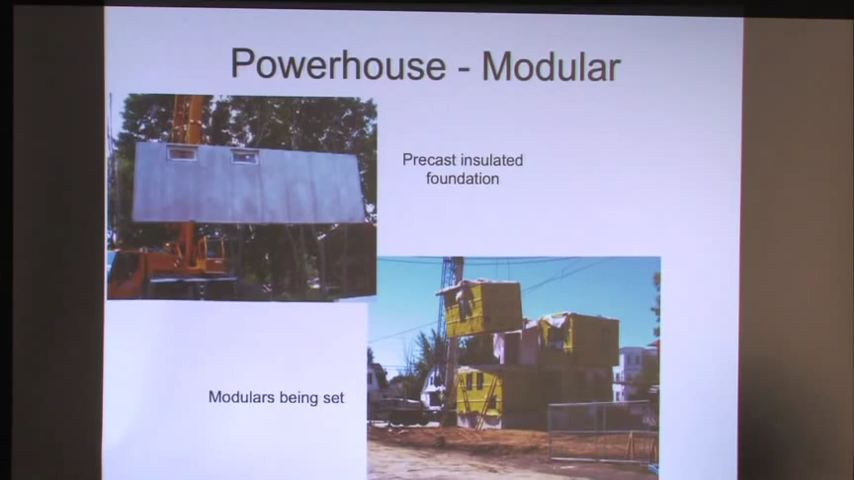 Powerhouse - Modular
Precast insulated
foundation
Modulars being set